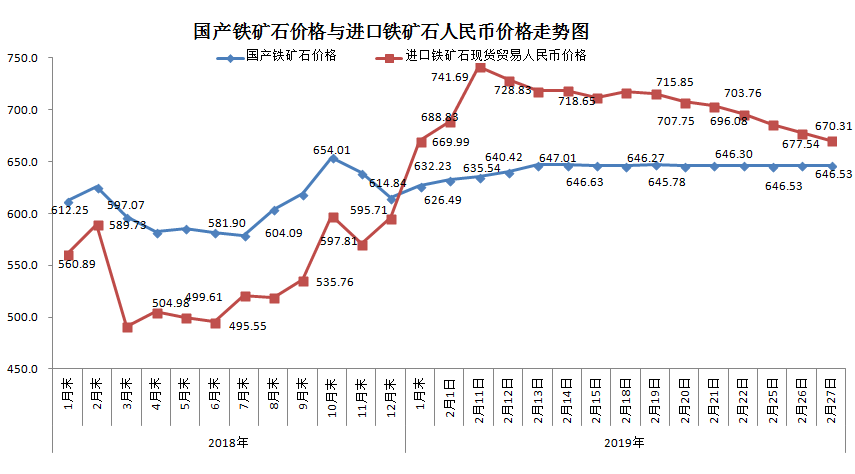 国产铁矿石价格与进口铁矿石人民币价格走势图
国产铁矿石价格 进口铁矿石现货贸易人民币价格
750.0
700.0
650.0
600.0
550.0
500.0
450.0
612.25
597.07
581.90
604.09
654.01
614.84
626.49
632.23
635.54
640.42
647.01
646.63
646.27
645.78
646.30
646.53
646.53
560.89
589.73
504.98
499.61
495.55
535.76
597.81
595.71
669.99
688.83
741.69
728.83
718.65
715.85
707.75
696.08
703.76
677.54
670.31
1月末
2月末
3月末
4月末
5月末
6月末
7月末
8月末
9月末
10月末
11月末
12月末
1月末
2月1日
2月11日
2月12日
2月13日
2月14日
2月15日
2月18日
2月19日
2月20日
2月21日
2月22日
2月25日
2月26日
2月27日
2018年 2019年